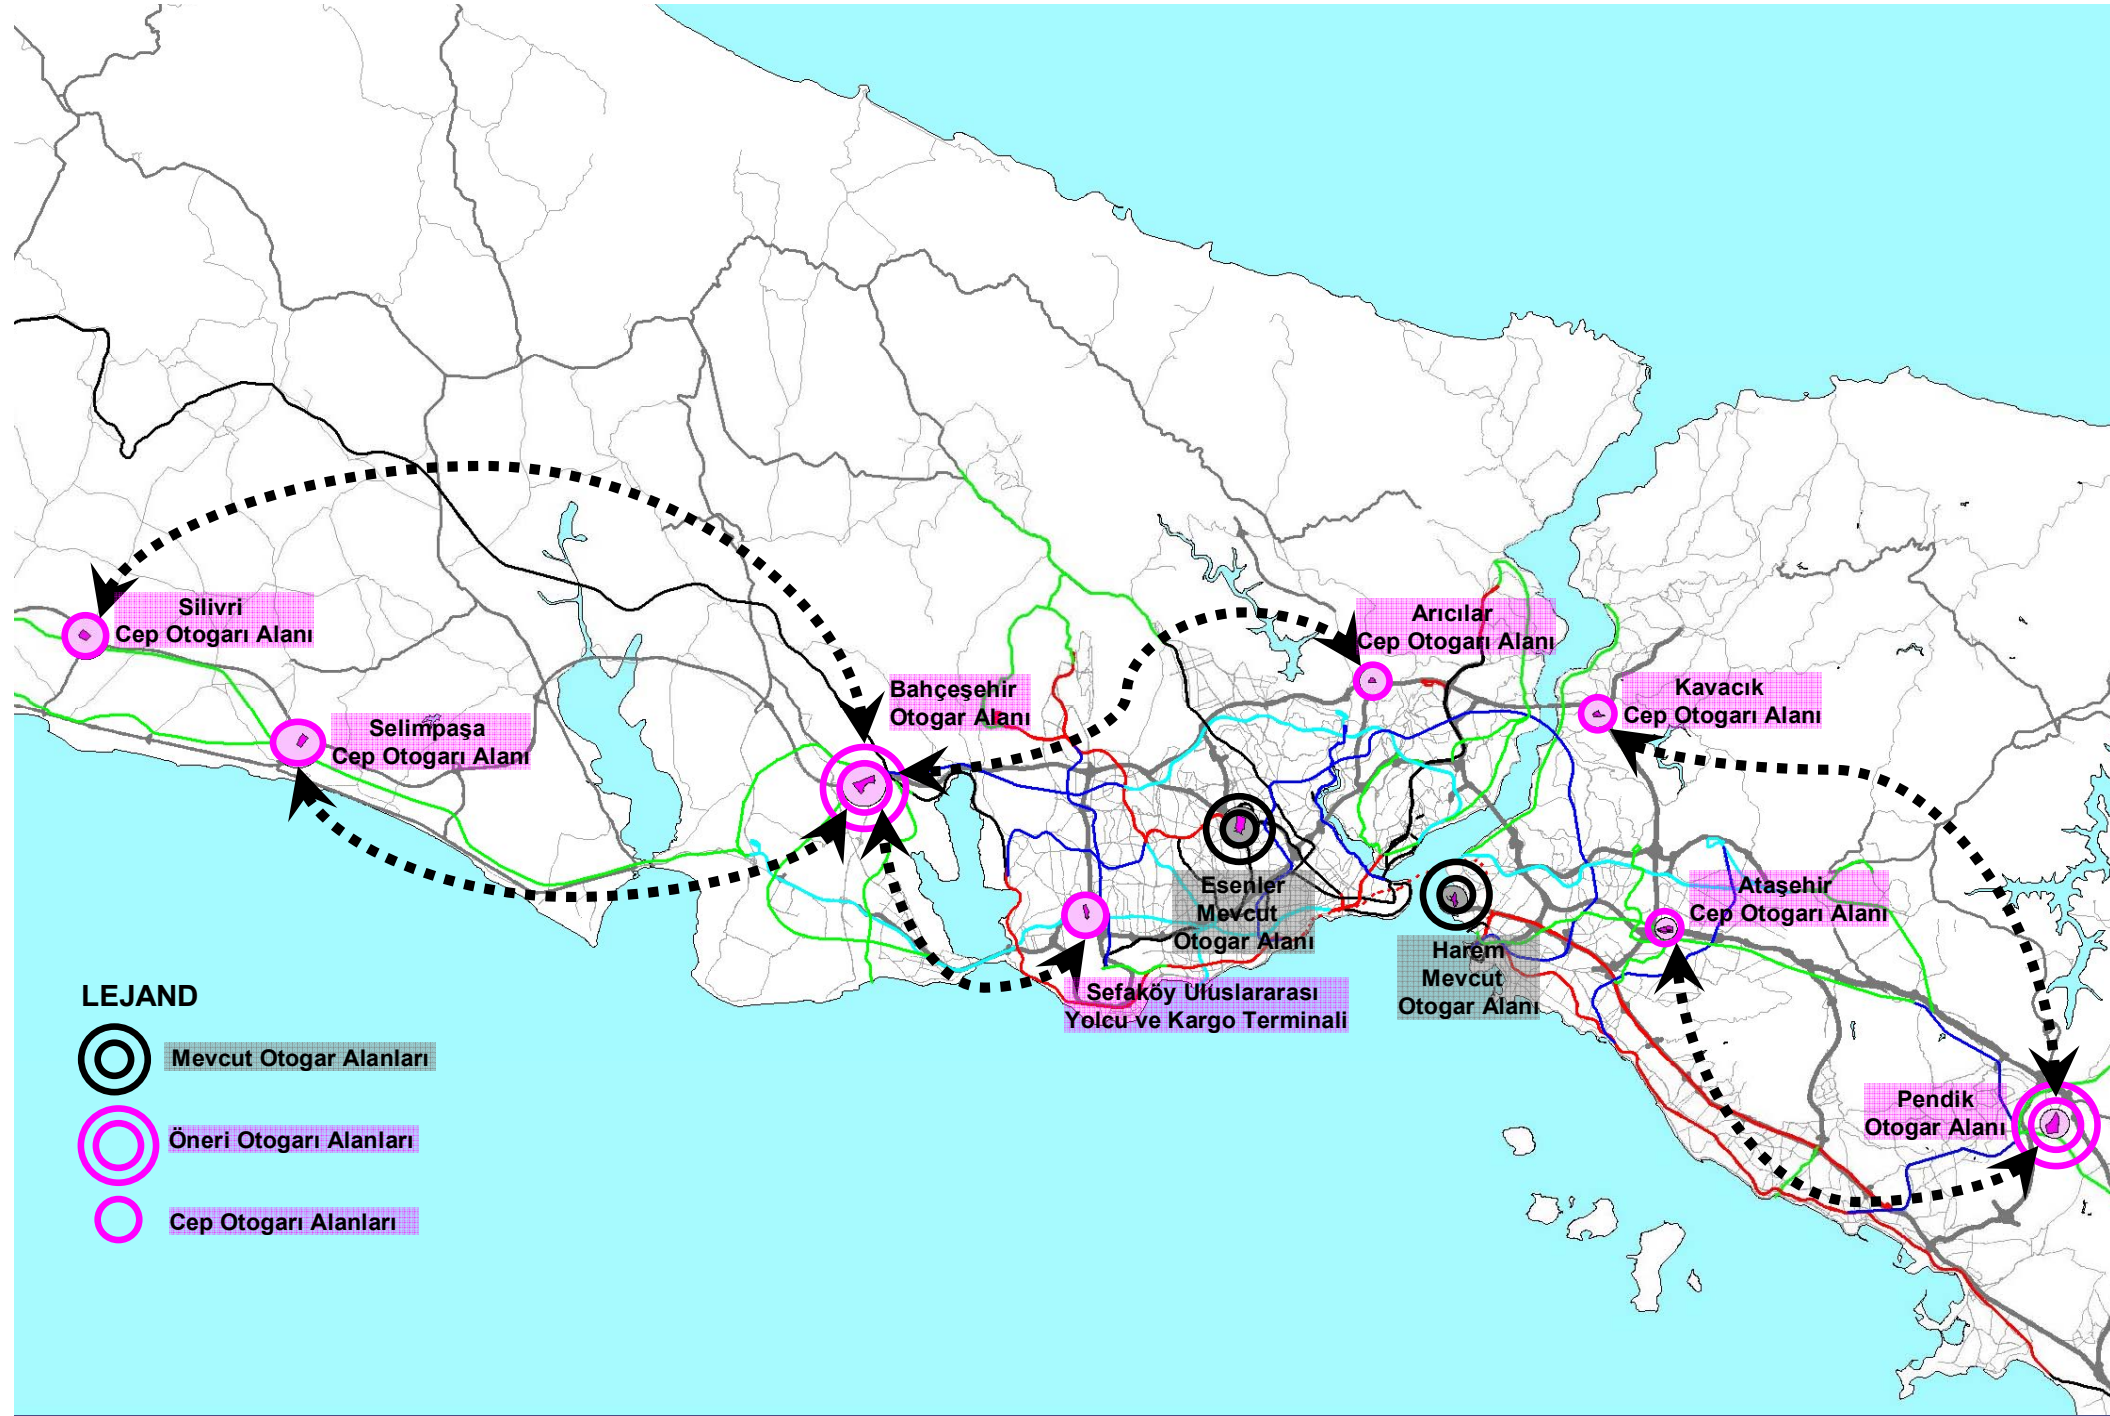 Silivri
Cep Otogarı Alanı
Selimpaşa
Cep Otogarı Alanı
Bahçeşehir
Otogar Alanı
Arıcılar
Cep Otogarı Alanı
Kavacık
Cep Otogarı Alanı
Esenler
Mevcut
Otogar Alanı
Harem
Mevcut
Otogar Alanı
Ataşehir
Cep Otogarı Alanı
Sefaköy Uluslararası
Yolcu ve Kargo Terminali
Pendik
Otogar Alanı
LEJAND
Mevcut Otogar Alanları
Öneri Otogarı Alanları
Cep Otogarı Alanları